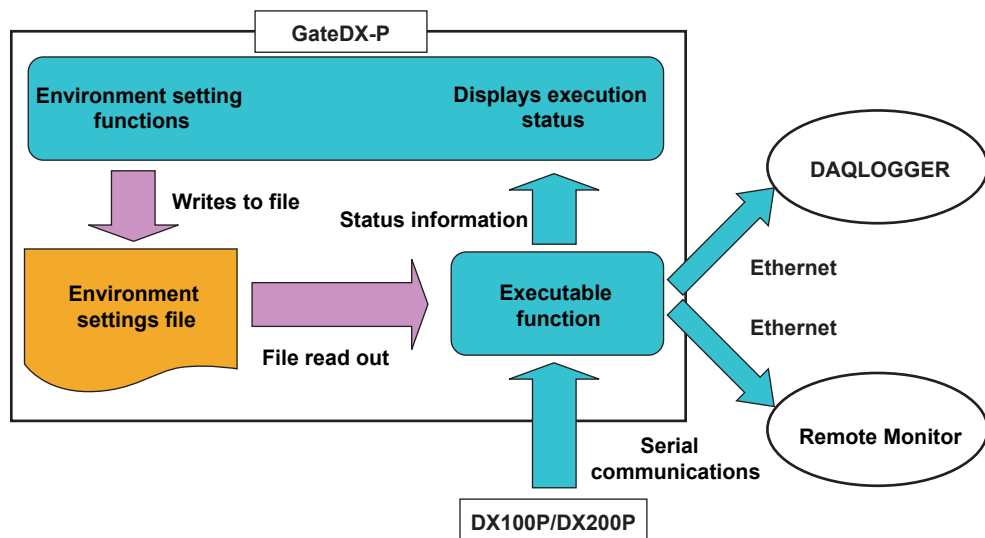 GateDX-P
Environment setting
functions
Displays execution
status
Writes to file
Status information
DAQLOGGER
Ethernet
Environment
settings file
Executable
function
Ethernet
File read out
Remote Monitor
Serial
communications
DX100P/DX200P